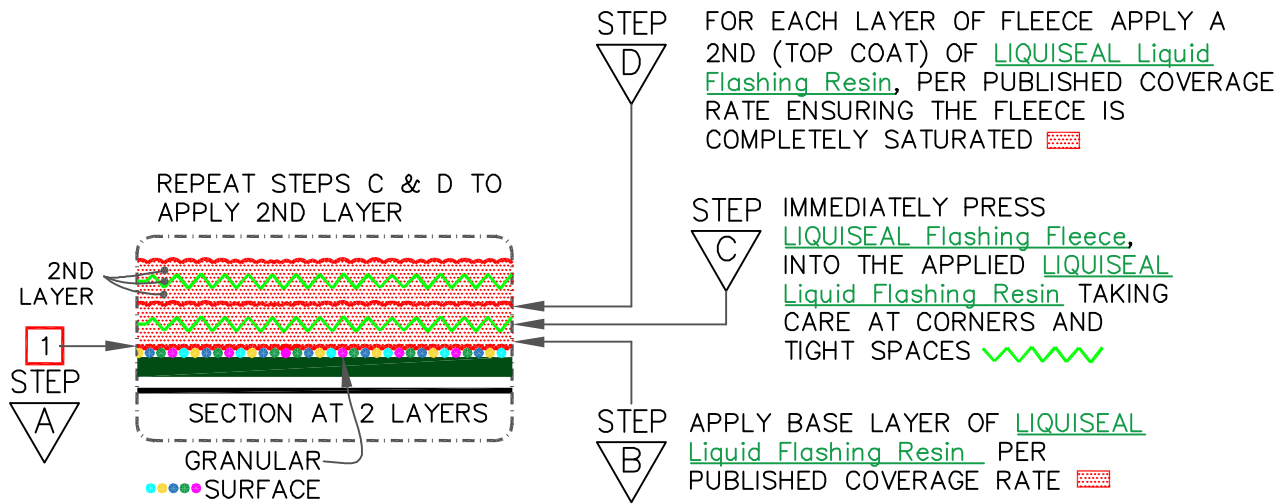 STEP
D
FOR EACH LAYER OF FLEECE APPLY A
2ND (TOP COAT) OF LIQUISEAL Liquid
Flashing Resin, PER PUBLISHED COVERAGE
RATE ENSURING THE FLEECE IS
COMPLETELY SATURATED
REPEAT STEPS C & D TO
APPLY 2ND LAYER
STEP
C
IMMEDIATELY PRESS
LIQUISEAL Flashing Fleece,
INTO THE APPLIED LIQUISEAL
Liquid Flashing Resin TAKING
CARE AT CORNERS AND
TIGHT SPACES
2ND
LAYER
1
STEP
A
SECTION AT 2 LAYERS
GRANULAR
SURFACE
STEP
B
APPLY BASE LAYER OF LIQUISEAL
Liquid Flashing Resin PER
PUBLISHED COVERAGE RATE